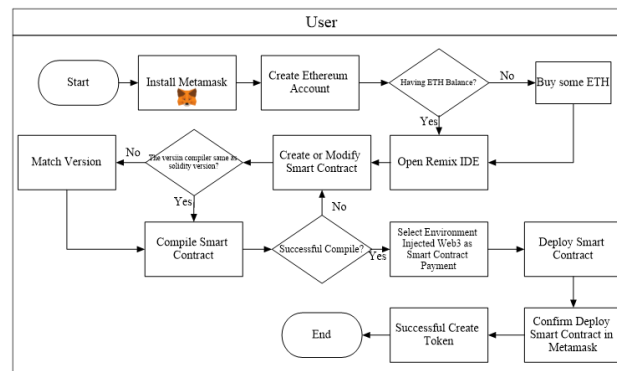 User
Start
Install Metamask
Create Ethereum
Account
Having ETH Balance?
No
Buy some ETH
Yes
Open Remix IDE
Create or Modify
Smart Contract
The versiin compiler same as
solidity version?
No
Match Version
Yes
Compile Smart
Contract
Successful Compile?
No
Yes
Select Environment
Injected Web3 as
Smart Contract
Payment
Deploy Smart
Contract
Confirm Deploy
Smart Contract in
Metamask
Successful Create
Token
End